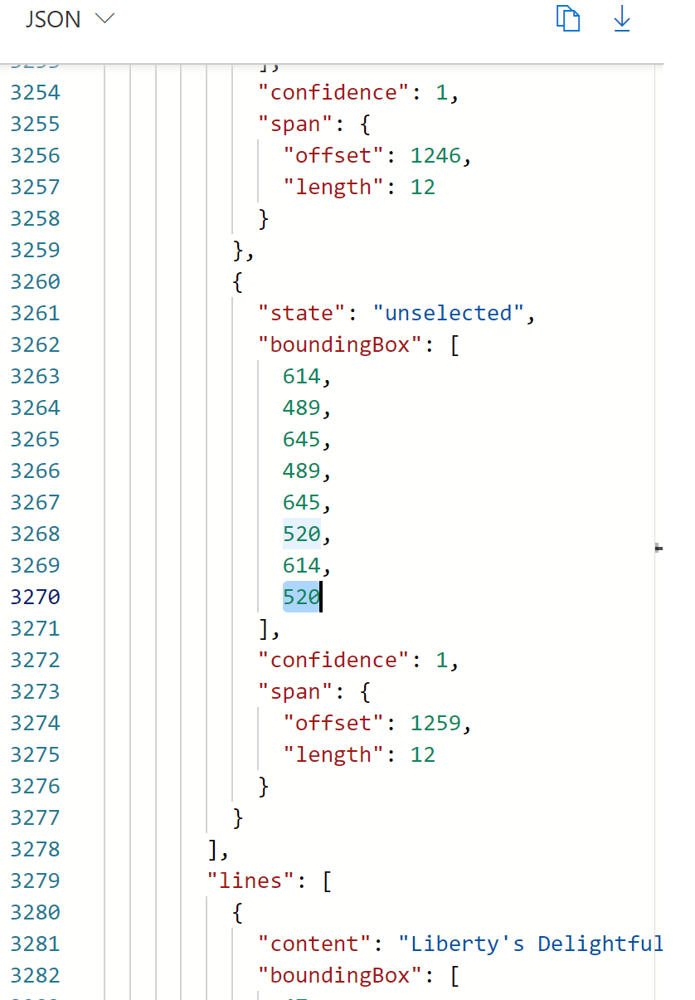 JSON
],
3254 "confidence": 1,
3255 "span": {
3256 "offset": 1246,
3257 "length": 12
3258 }
3259 },
3260 {
3261 "state": "unselected",
3262 "boundingBox": [
3263 614,
3264 489,
3265 645,
3266 489,
3267 645,
3268 520,
3269 614,
3270 520
3271 ],
3272 "confidence": 1,
3273 "span": {
3274 "offset": 1259,
3275 "length": 12
3276 }
3277 }
3278 ],
3279 "lines": [
3280 {
3281 "content": "Liberty's Delightful
3282 "boundingBox": [